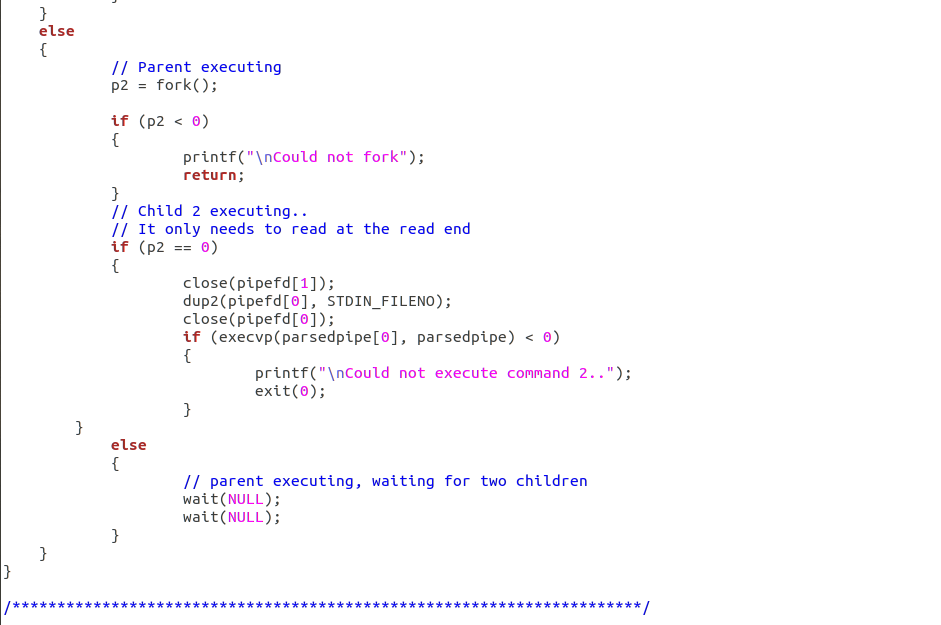 }
else
{
// Parent executing
p2 = fork();
if (p2 < 0)
{
printf("\nCould not fork");
return;
}
// Child 2 executing..
// It only needs to read at the read end
if (p2 == 0)
{
close(pipefd[1]);
dup2(pipefd[0], STDIN_FILENO);
close(pipefd[0]);
if (execvp(parsedpipe[0], parsedpipe) < 0)
{
printf("\nCould not execute command 2..");
exit(0);
}
}
else
{
// parent executing, waiting for two children
wait(NULL);
wait(NULL);
}
}
}
/**********************************************************************/